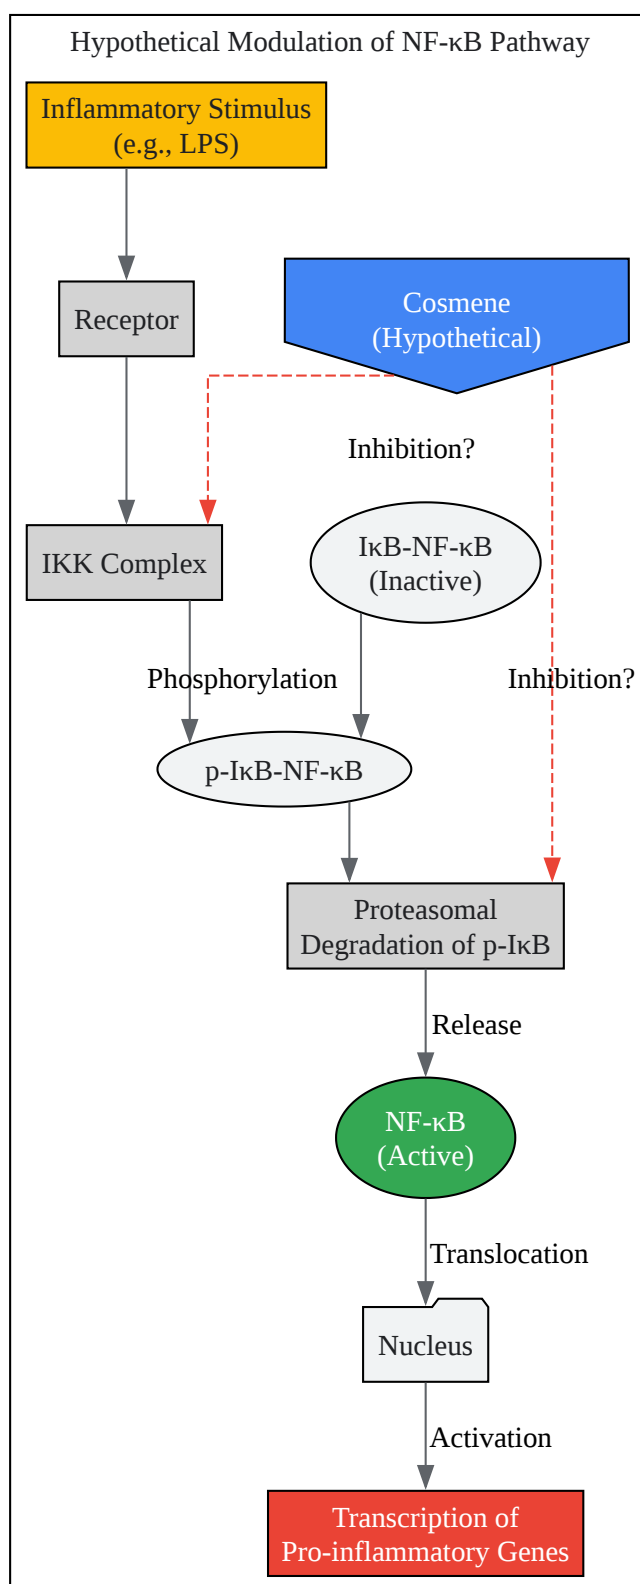 Hypothetical Modulation of NF-κB Pathway
Inflammatory Stimulus
(e.g., LPS)
Receptor
Cosmene
(Hypothetical)
Inhibition?
IKK Complex
IκB-NF-κB
(Inactive)
Phosphorylation
Inhibition?
p-IκB-NF-κB
Proteasomal
Degradation of p-IκB
Release
NF-κB
(Active)
Translocation
Nucleus
Activation
Transcription of
Pro-inflammatory Genes